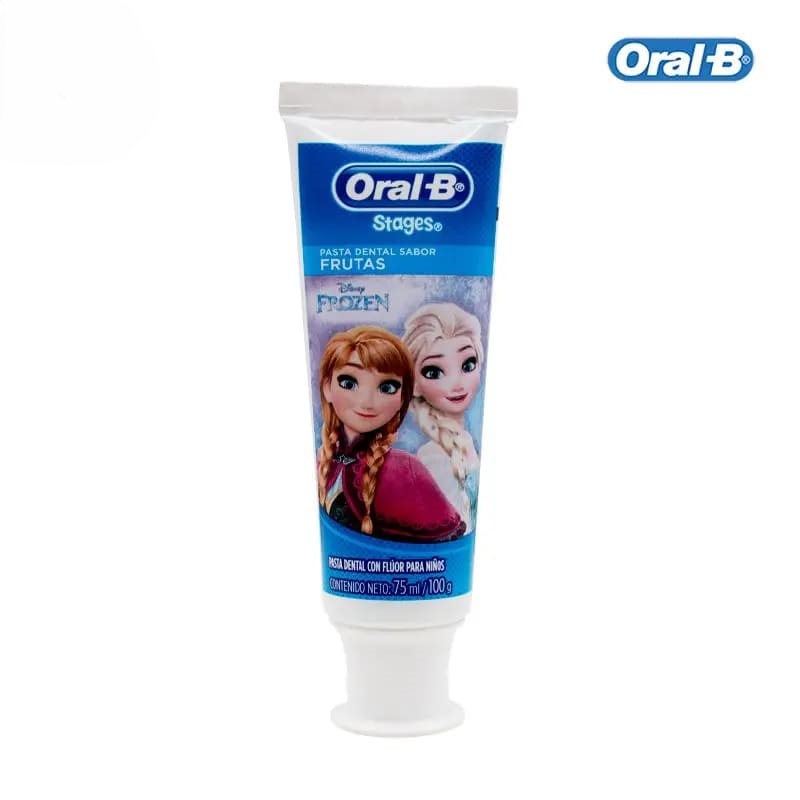 Oral-B®
Oral-B®
Stages®
PASTA DENTAL SABOR
FRUTAS
Disney
FROZEN
PASTA DENTAL CON FLÚOR PARA NIÑOS
CONTENIDO NETO: 75 ml / 100 g